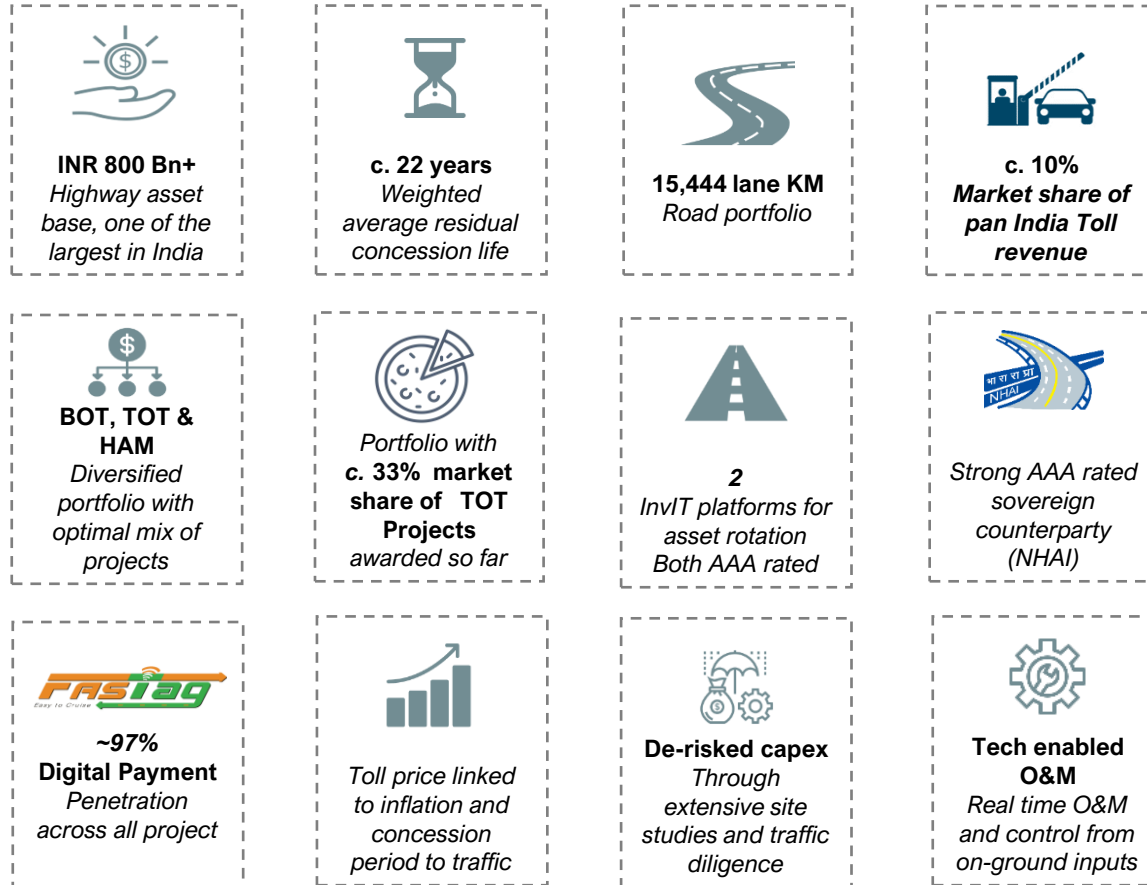 INR 800 Bn+
Highway asset
base, one of the
largest in India
c. 22 years
Weighted
average residual
concession life
15,444 lane KM
Road portfolio
c. 10%
Market share of
pan India Toll
revenue
BOT, TOT &
HAM
Diversified
portfolio with
optimal mix of
projects
Portfolio with
c. 33% market
share of TOT
Projects
awarded so far
2
InvIT platforms for
asset rotation
Both AAA rated
भा रा रा प्रा
NHAI
Strong AAA rated
sovereign
counterparty
(NHAI)
FASTag
Easy to Cruise
~97%
Digital Payment
Penetration
across all project
Toll price linked
to inflation and
concession
period to traffic
De-risked capex
Through
extensive site
studies and traffic
diligence
Tech enabled
O&M
Real time O&M
and control from
on-ground inputs